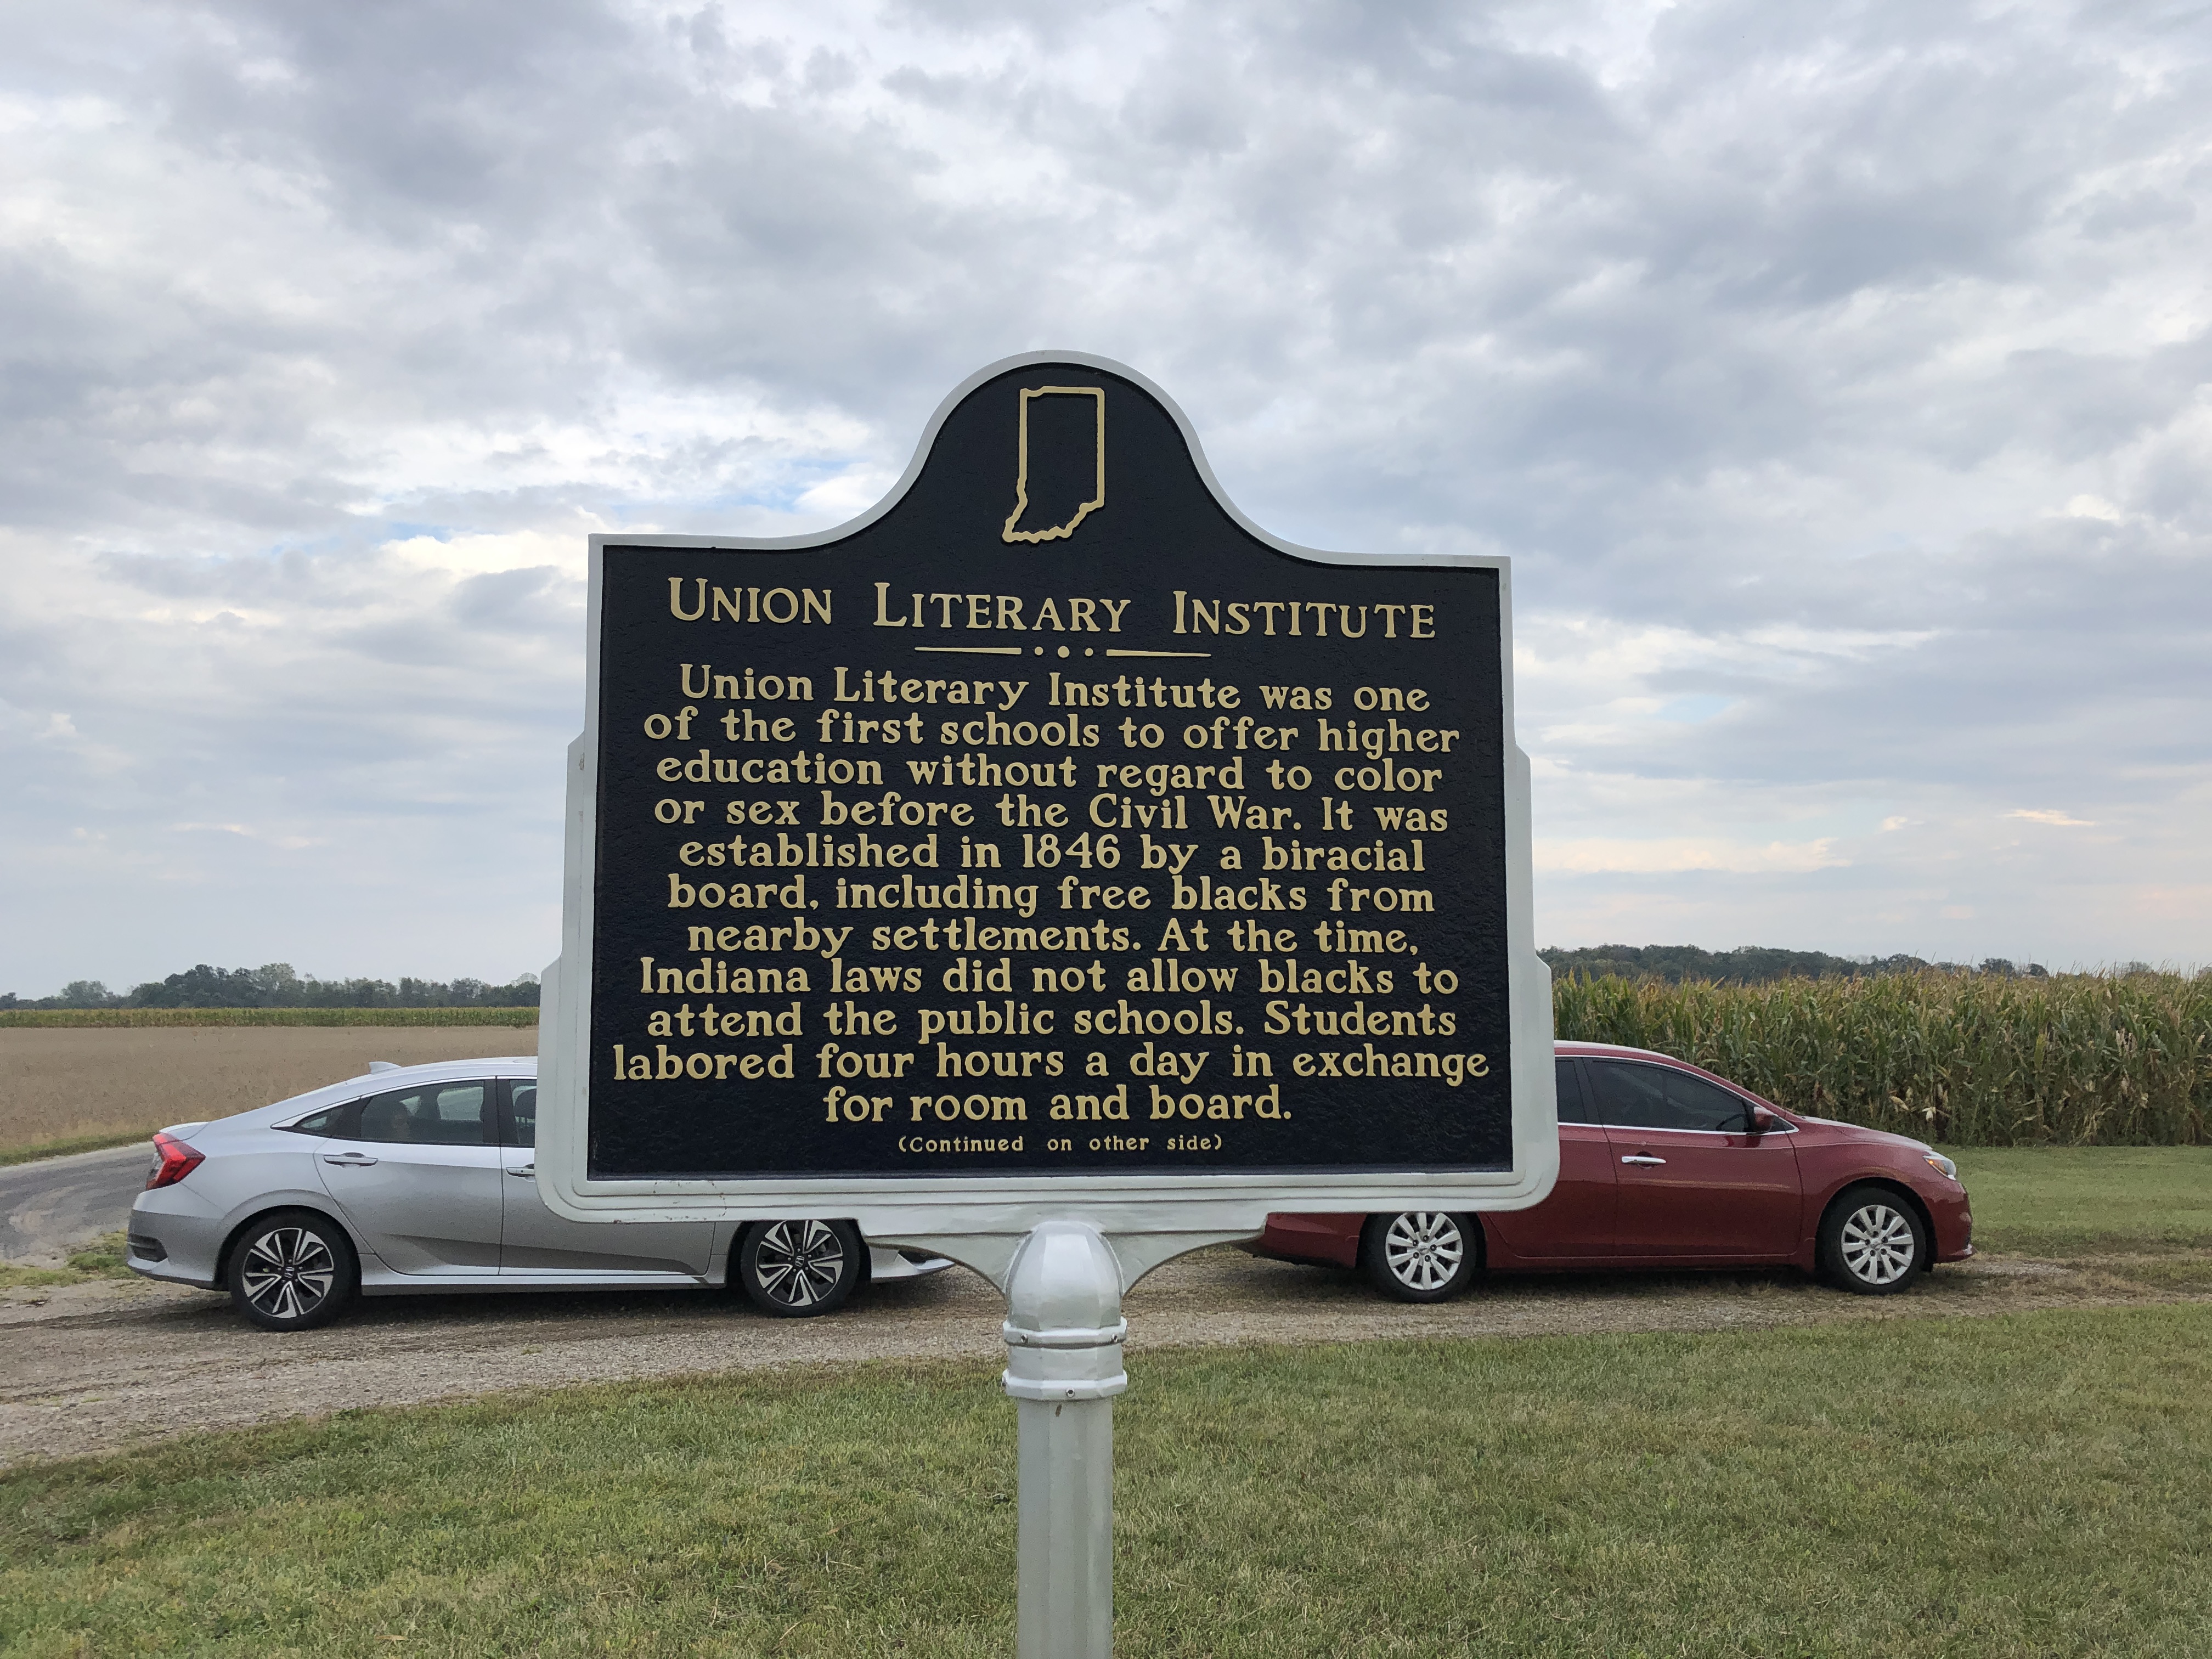 UNION LITERARY INSTITUTE
Union Literary Institute was one
of the first schools to offer higher
education without regard to color
or sex before the Civil War. It was
established in 1846 by a biracial
board, including free blacks from
nearby settlements. At the time,
Indiana laws did not allow blacks to
attend the public schools. Students
labored four hours a day in exchange
for room and board.
(Continued on other side)